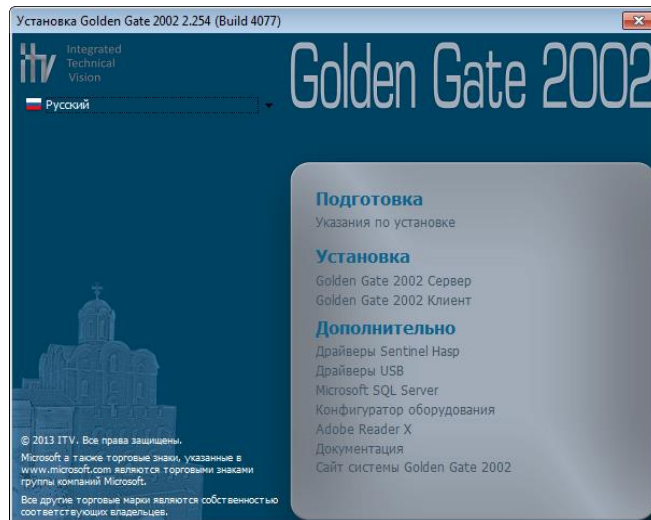 Установка Golden Gate 2002 2.254 (Build 4077)
itv Integrated
Technical
Vision
Golden Gate 2002
Русский
Подготовка
Указания по установке
Установка
Golden Gate 2002 Сервер
Golden Gate 2002 Клиент
Дополнительно
Драйверы Sentinel Hasp
Драйверы USB
Microsoft SQL Server
Конфигуратор оборудования
Adobe Reader X
Документация
Сайт системы Golden Gate 2002
© 2013 ITV. Все права защищены.
Microsoft а также торговые знаки, указанные в
www.microsoft.com являются торговыми знаками
группы компаний Microsoft.
Все другие торговые марки являются собственностью
соответствующих владельцев.